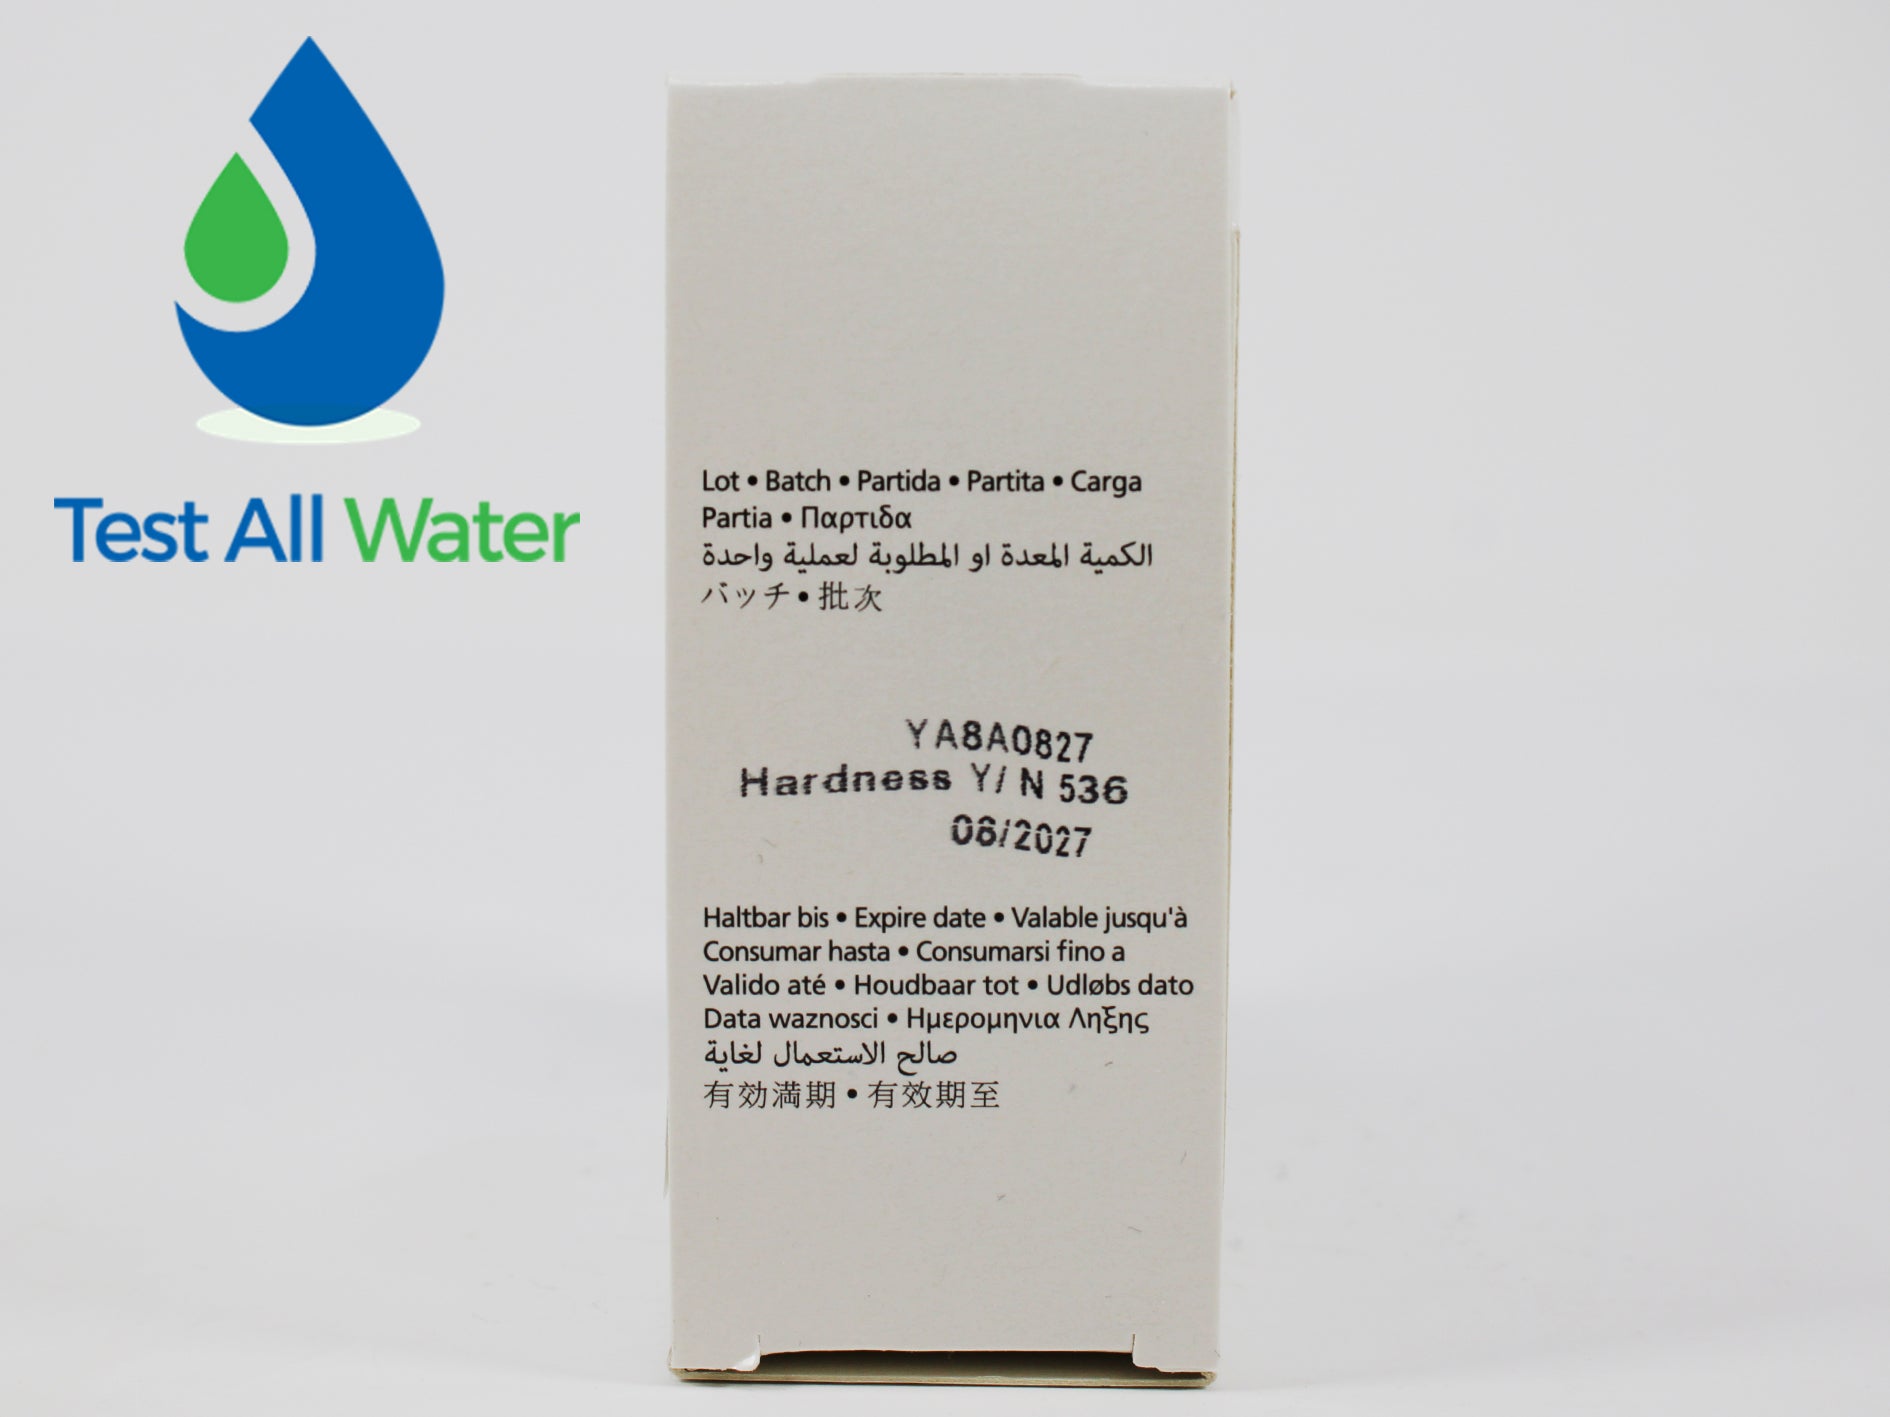 Test All Water
Lot • Batch • Partida • Partita • Carga
Partia • Παρτιδα
الكمية المعدة او المطلوبة لعملية واحدة
バッチ • 批次
YA8A0827
Hardness Y/N 536
08/2027
Haltbar bis • Expire date • Valable jusqu'à
Consumar hasta • Consumarsi fino a
Valido até • Houdbaar tot • Udløbs dato
Data waznosci • Ημερομηνια Ληξης
صالح الاستعمال لغاية
有効満期 • 有效期至